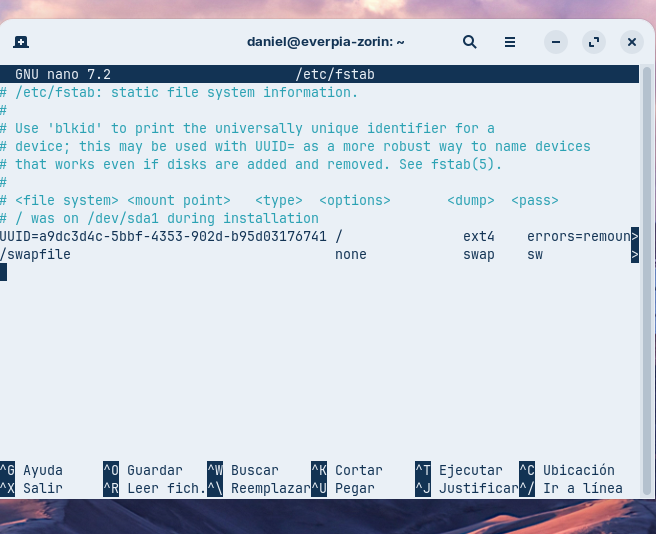 daniel@everpia-zorin: ~
GNU nano 7.2 /etc/fstab
# /etc/fstab: static file system information.
#
# Use 'blkid' to print the universally unique identifier for a
# device; this may be used with UUID= as a more robust way to name devices
# that works even if disks are added and removed. See fstab(5).
#
# <file system> <mount point>   <type>  <options>       <dump>  <pass>
# / was on /dev/sda1 during installation
UUID=a9dc3d4c-5bbf-4353-902d-b95d03176741 /               ext4    errors=remoun>
/swapfile                                 none            swap    sw           >
^G Ayuda ^O Guardar ^W Buscar ^K Cortar ^T Ejecutar ^C Ubicación
^X Salir ^R Leer fich. ^\ Reemplazar ^U Pegar ^J Justificar ^/ Ir a línea